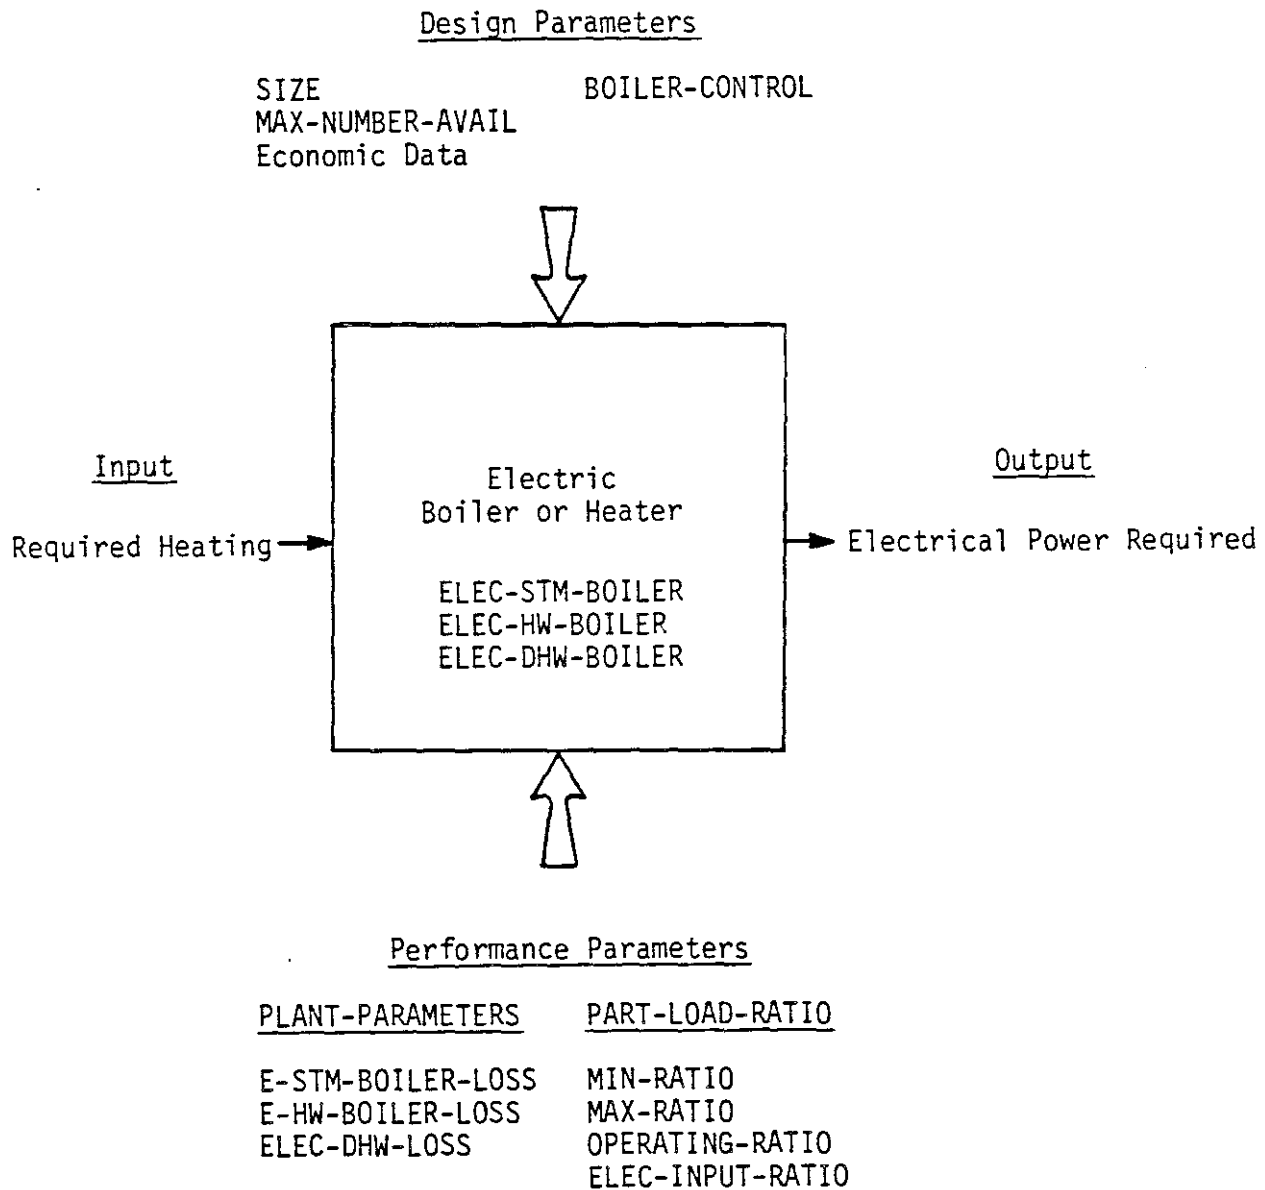 Design Parameters
SIZE BOILER-CONTROL
MAX-NUMBER-AVAIL
Economic Data
Input
Required Heating
Electric
Boiler or Heater
ELEC-STM-BOILER
ELEC-HW-BOILER
ELEC-DHW-BOILER
Output
Electrical Power Required
Performance Parameters
PLANT-PARAMETERS PART-LOAD-RATIO
E-STM-BOILER-LOSS MIN-RATIO
E-HW-BOILER-LOSS MAX-RATIO
ELEC-DHW-LOSS OPERATING-RATIO
ELEC-INPUT-RATIO